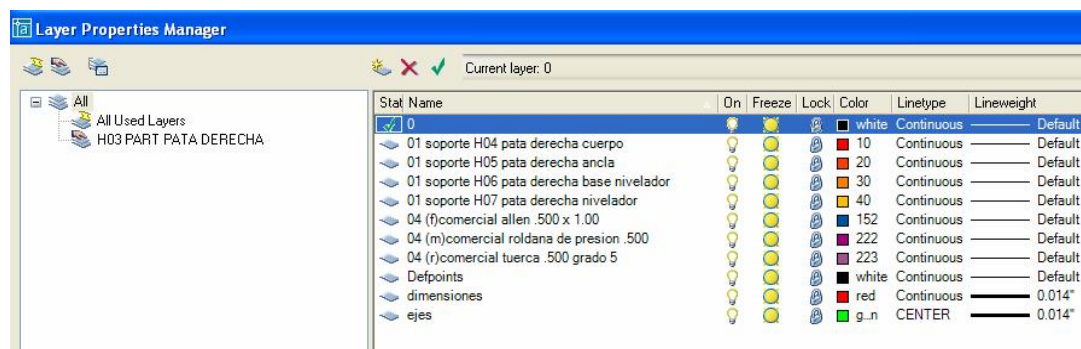 Layer Properties Manager
Current layer: 0
All
All Used Layers
H03 PART PATA DERECHA
Stat Name On Freeze Lock Color Linetype Lineweight
0 white Continuous Default
01 soporte H04 pata derecha cuerpo 10 Continuous Default
01 soporte H05 pata derecha ancla 20 Continuous Default
01 soporte H06 pata derecha base nivelador 30 Continuous Default
01 soporte H07 pata derecha nivelador 40 Continuous Default
04 (f)comercial allen .500 x 1.00 152 Continuous Default
04 (m)comercial roldana de presion .500 222 Continuous Default
04 (r)comercial tuerca .500 grado 5 223 Continuous Default
Defpoints white Continuous Default
dimensiones red Continuous 0.014"
ejes g...n CENTER 0.014"